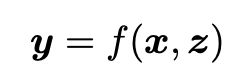 𝒚 = f(𝒙, 𝒛)